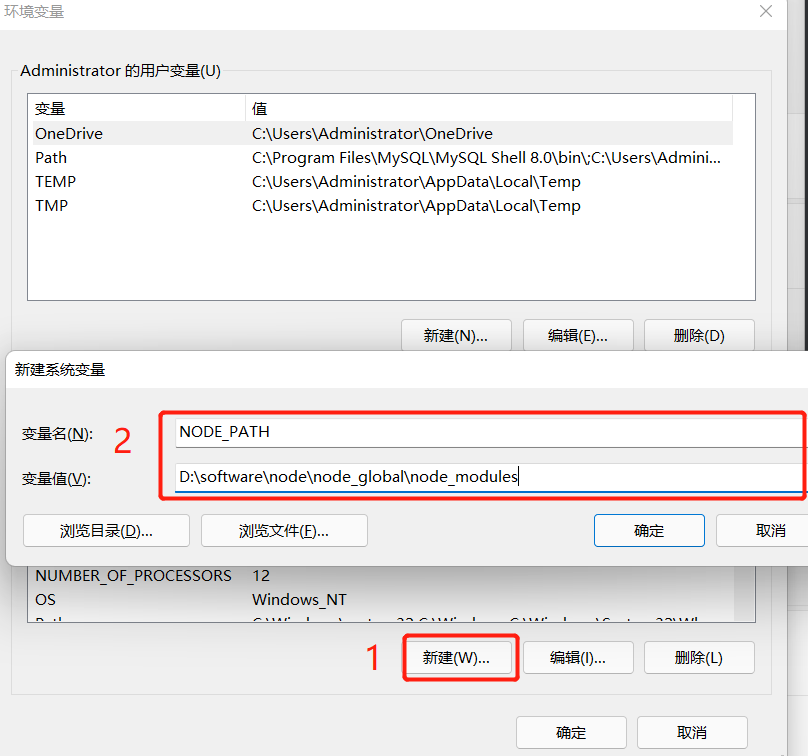 环境变量
Administrator 的用户变量(U)
变量 值
OneDrive C:\Users\Administrator\OneDrive
Path C:\Program Files\MySQL\MySQL Shell 8.0\bin\;C:\Users\Admini...
TEMP C:\Users\Administrator\AppData\Local\Temp
TMP C:\Users\Administrator\AppData\Local\Temp
新建(N)... 编辑(E)... 删除(D)
新建系统变量
变量名(N): 2 NODE_PATH
变量值(V): D:\software\node\node_global\node_modules
浏览目录(D)... 浏览文件(F)... 确定 取消
NUMBER_OF_PROCESSORS 12
OS Windows_NT
1 新建(W)... 编辑(I)... 删除(L)
确定 取消